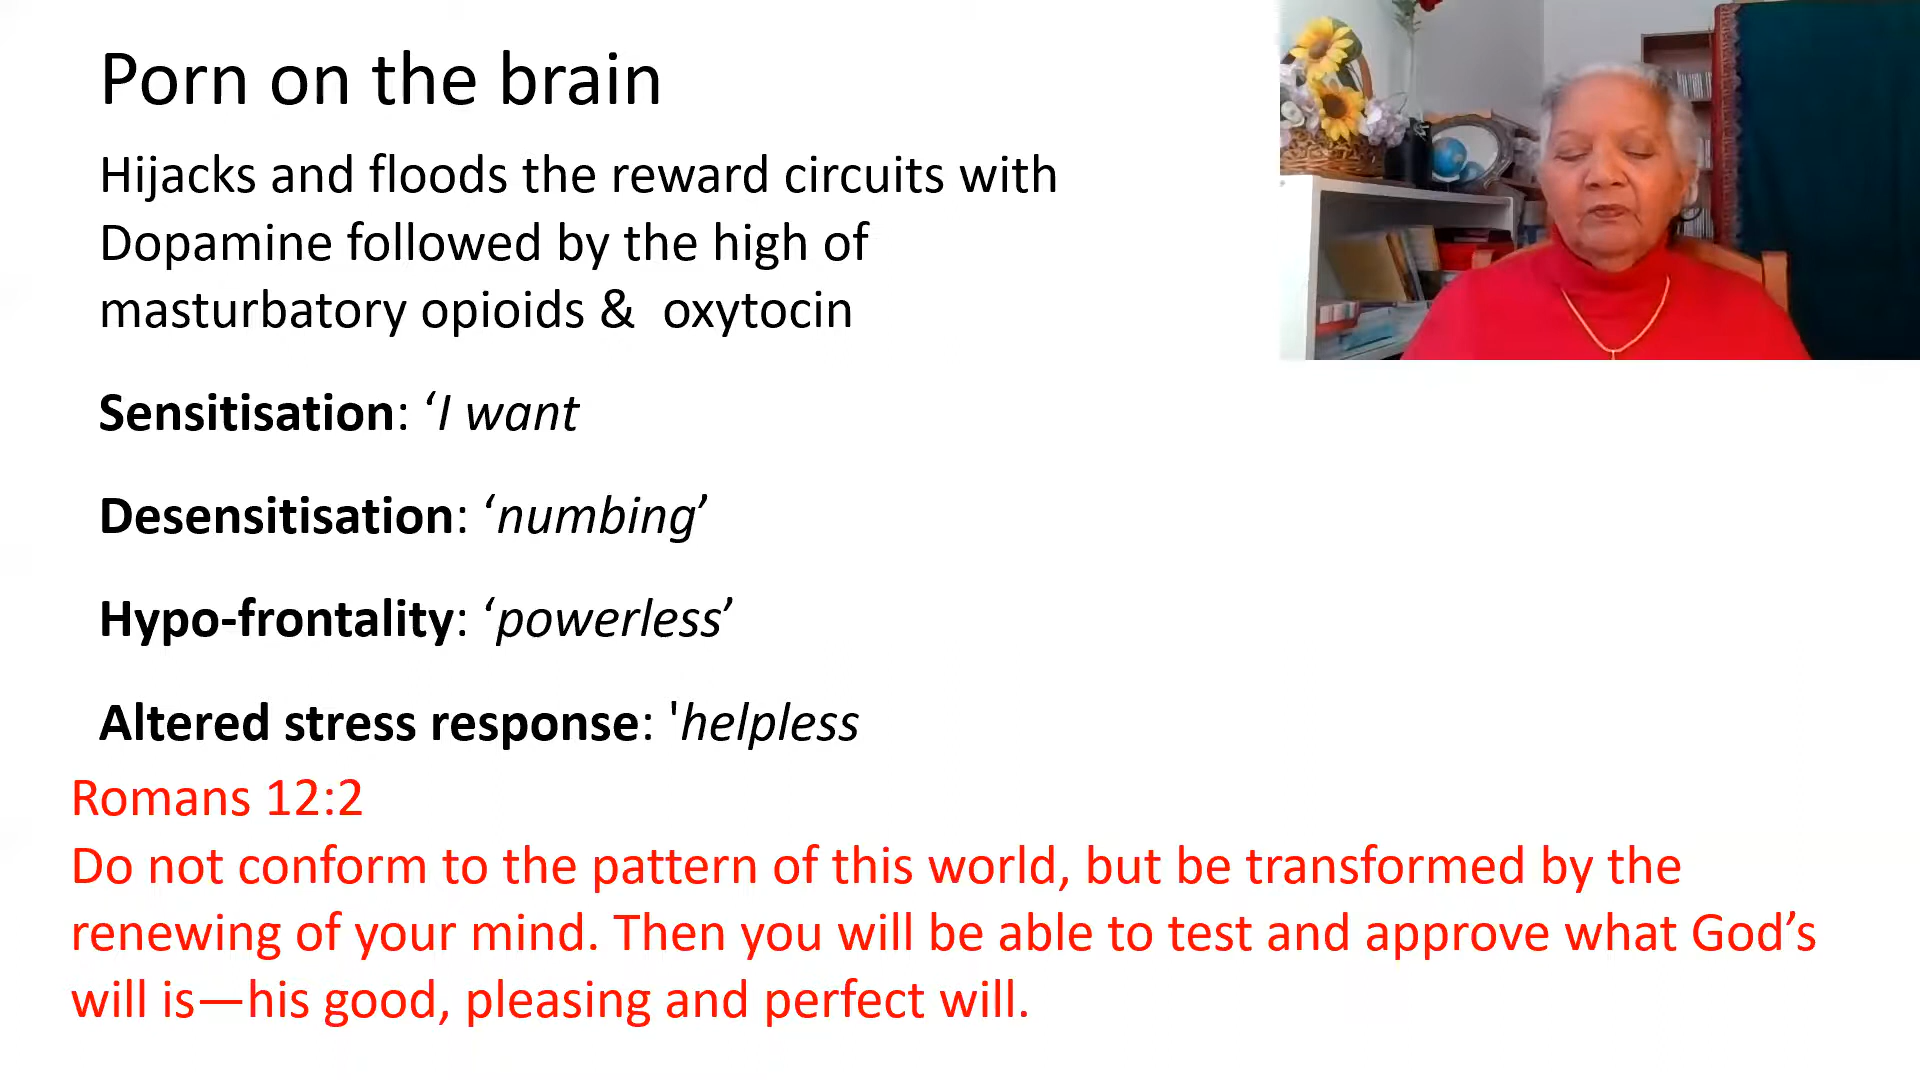 Porn on the brain
Hijacks and floods the reward circuits with
Dopamine followed by the high of
masturbatory opioids &  oxytocin
Sensitisation: ‘I want
Desensitisation: ‘numbing’
Hypo-frontality: ‘powerless’
Altered stress response: 'helpless
Romans 12:2
Do not conform to the pattern of this world, but be transformed by the
renewing of your mind. Then you will be able to test and approve what God’s
will is—his good, pleasing and perfect will.